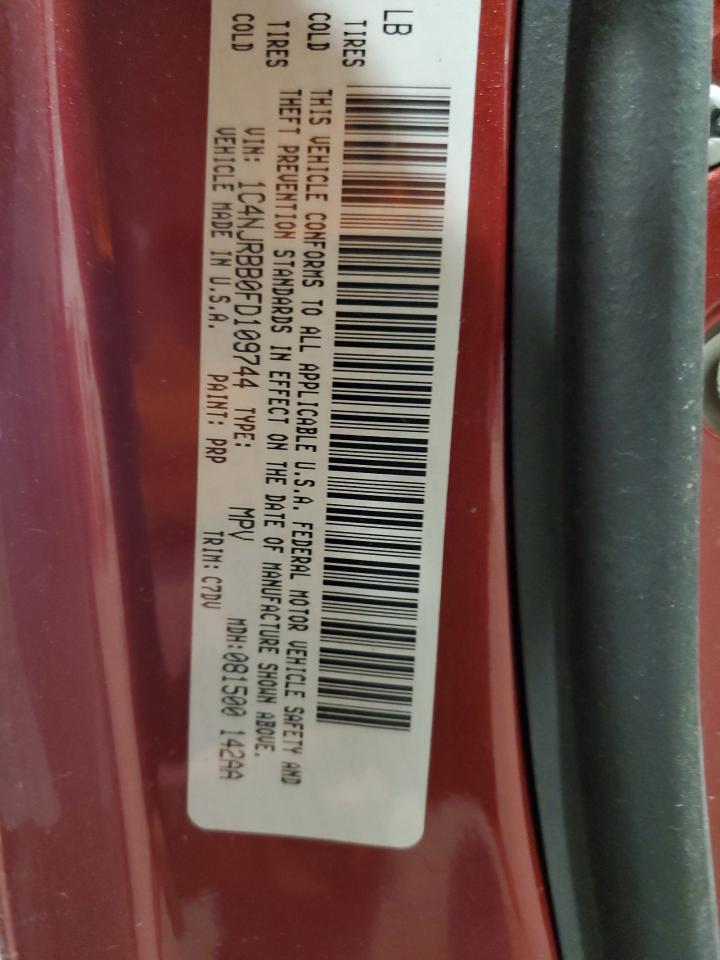 LB
TIRES
COLD
TIRES
COLD
THIS VEHICLE CONFORMS TO ALL APPLICABLE U.S.A. FEDERAL MOTOR VEHICLE SAFETY AND
THEFT PREVENTION STANDARDS IN EFFECT ON THE DATE OF MANUFACTURE SHOWN ABOVE.
VIN: 1C4NJRBB0FD109744 TYPE: MPV MDH:081500 142AA
VEHICLE MADE IN U.S.A. PAINT: PRP TRIM: C7DV